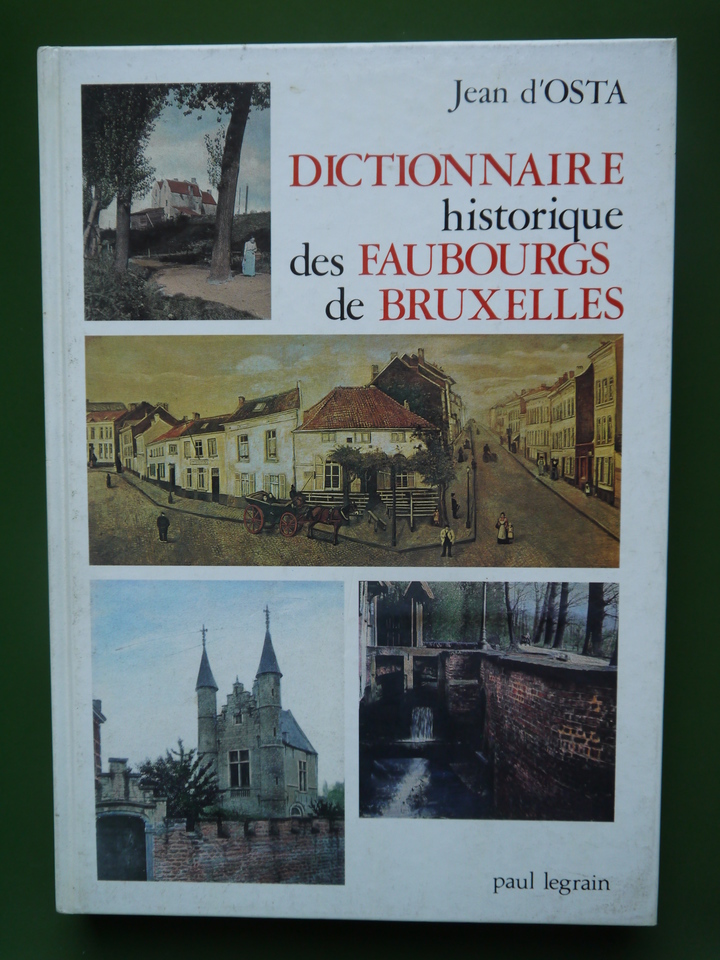 Jean d'OSTA
DICTIONNAIRE
historique
des FAUBOURGS
de BRUXELLES
paul legrain